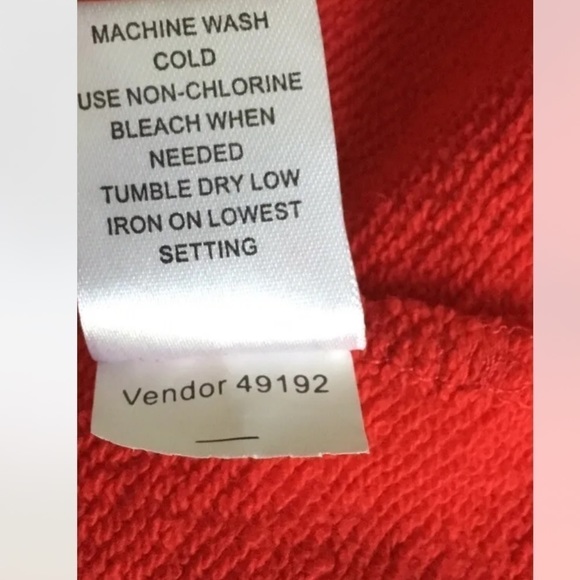 MACHINE WASH
COLD
USE NON-CHLORINE
BLEACH WHEN
NEEDED
TUMBLE DRY LOW
IRON ON LOWEST
SETTING
Vendor 49192